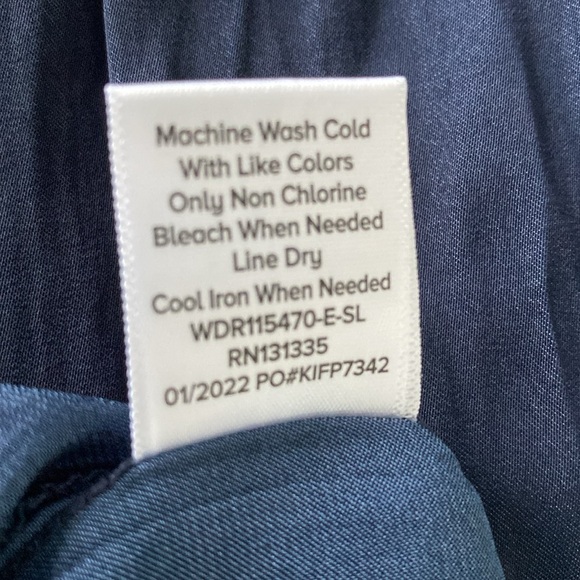 Machine Wash Cold
With Like Colors
Only Non Chlorine
Bleach When Needed
Line Dry
Cool Iron When Needed
WDR115470-E-SL
RN131335
01/2022 PO#KIFP7342